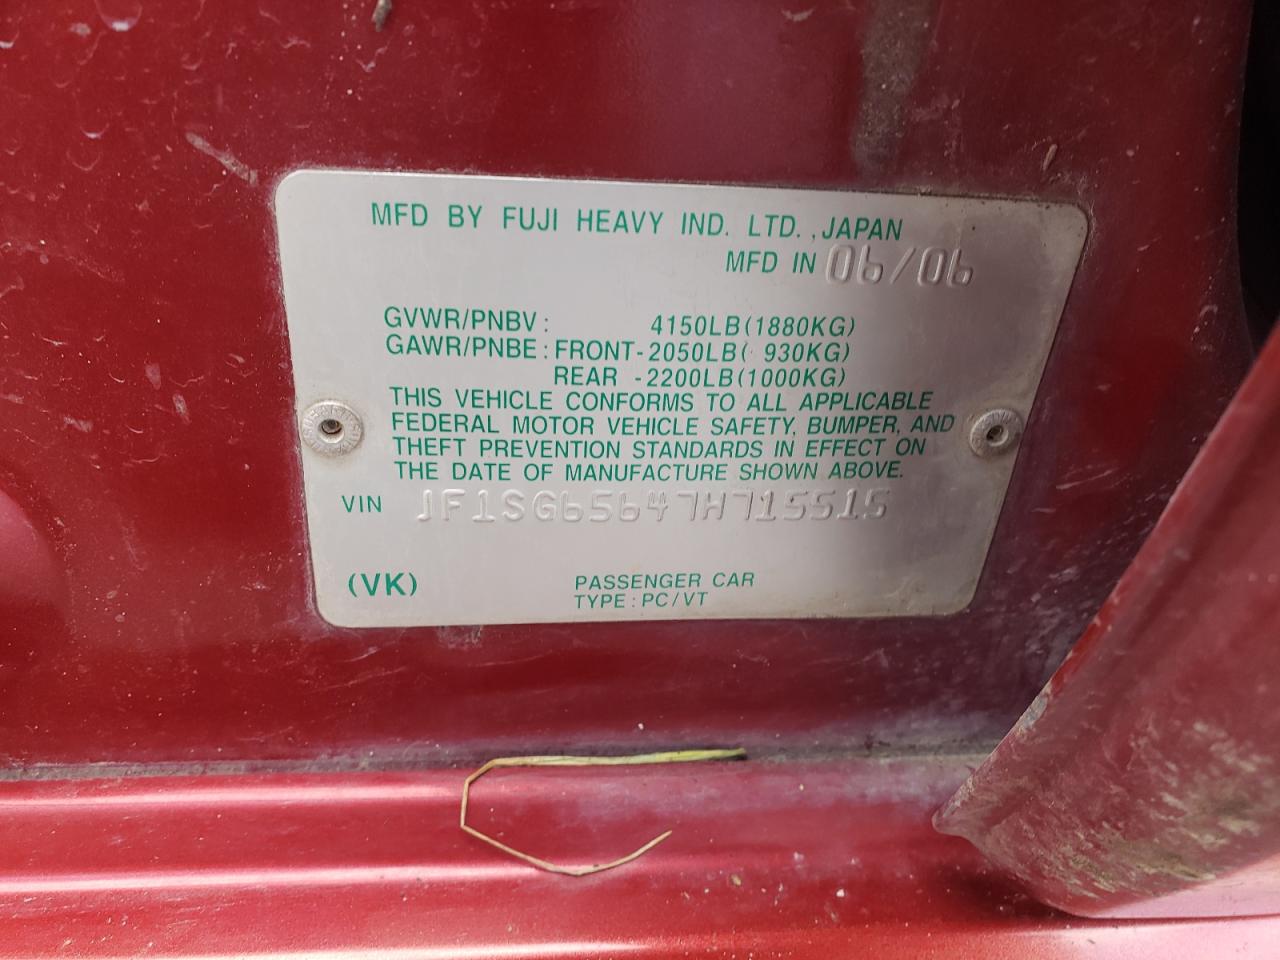 MFD BY FUJI HEAVY IND. LTD., JAPAN
MFD IN 06/06
GVWR/PNBV: 4150LB(1880KG)
GAWR/PNBE: FRONT-2050LB( 930KG)
REAR -2200LB(1000KG)
THIS VEHICLE CONFORMS TO ALL APPLICABLE
FEDERAL MOTOR VEHICLE SAFETY, BUMPER, AND
THEFT PREVENTION STANDARDS IN EFFECT ON
THE DATE OF MANUFACTURE SHOWN ABOVE.
VIN JF1SG65647H715515
(VK) PASSENGER CAR
TYPE: PC/VT